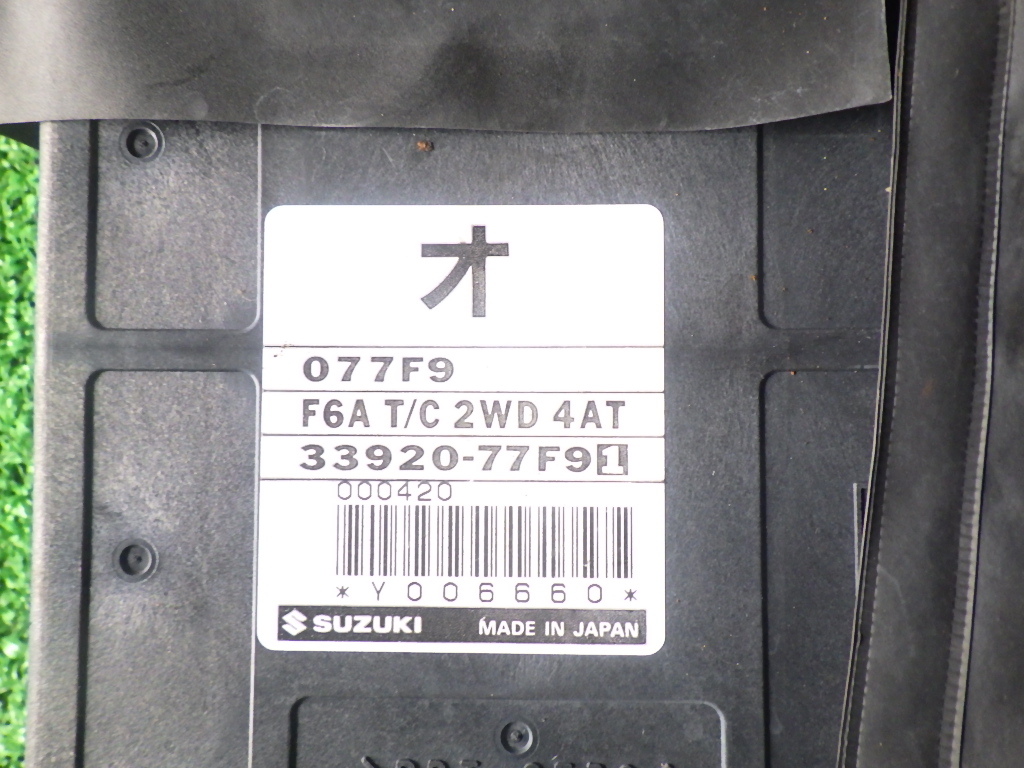 オ
077F9
F6A T/C 2WD 4AT
33920-77F91
000420
*Y006660*
SUZUKI MADE IN JAPAN